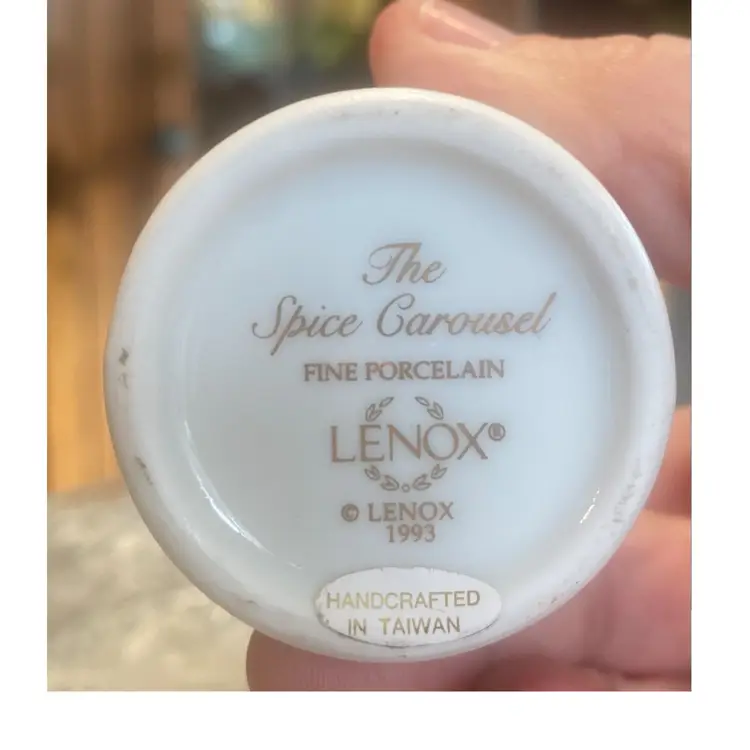 The
Spice Carousel
FINE PORCELAIN
LENOX®
© LENOX
1993
HANDCRAFTED
IN TAIWAN